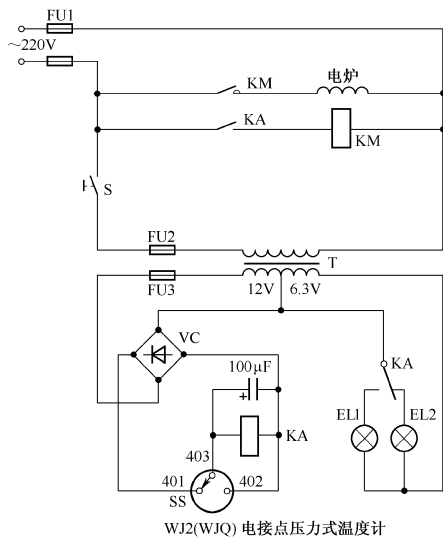 FU1
~220V
KM
电炉
KA
KM
S
FU2
T
FU3
12V 6.3V
VC
KA
100μF
+
EL1
EL2
KA
403
401
402
SS
WJ2(WJQ) 电接点压力式温度计